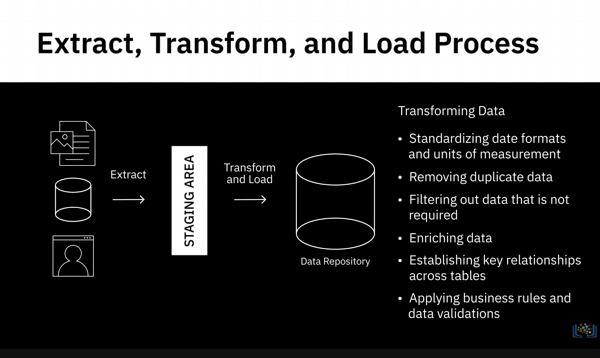 Extract, Transform, and Load Process
Extract
STAGING AREA
Transform
and Load
Data Repository
Transforming Data
• Standardizing date formats
and units of measurement
• Removing duplicate data
• Filtering out data that is not
required
• Enriching data
• Establishing key relationships
across tables
• Applying business rules and
data validations